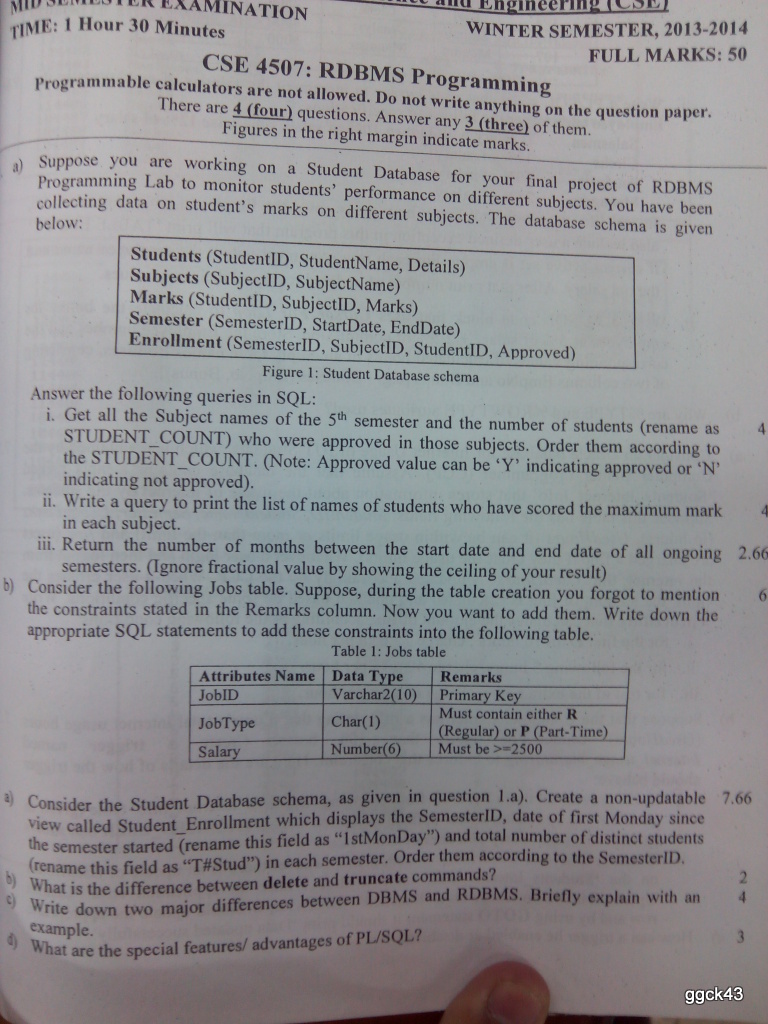 MID SEMESTER EXAMINATION
and Engineering (CSE)
TIME: 1 Hour 30 Minutes
WINTER SEMESTER, 2013-2014
FULL MARKS: 50
CSE 4507: RDBMS Programming
Programmable calculators are not allowed. Do not write anything on the question paper.
There are 4 (four) questions. Answer any 3 (three) of them.
Figures in the right margin indicate marks.
a) Suppose you are working on a Student Database for your final project of RDBMS
Programming Lab to monitor students' performance on different subjects. You have been
collecting data on student's marks on different subjects. The database schema is given
below:
Students (StudentID, StudentName, Details)
Subjects (SubjectID, SubjectName)
Marks (StudentID, SubjectID, Marks)
Semester (SemesterID, StartDate, EndDate)
Enrollment (SemesterID, SubjectID, StudentID, Approved)
Figure 1: Student Database schema
Answer the following queries in SQL:
i. Get all the Subject names of the 5th semester and the number of students (rename as 4
STUDENT_COUNT) who were approved in those subjects. Order them according to
the STUDENT_COUNT. (Note: Approved value can be 'Y' indicating approved or 'N'
indicating not approved).
ii. Write a query to print the list of names of students who have scored the maximum mark 4
in each subject.
iii. Return the number of months between the start date and end date of all ongoing 2.66
semesters. (Ignore fractional value by showing the ceiling of your result)
b) Consider the following Jobs table. Suppose, during the table creation you forgot to mention 6
the constraints stated in the Remarks column. Now you want to add them. Write down the
appropriate SQL statements to add these constraints into the following table.
Table 1: Jobs table
Attributes Name Data Type Remarks
JobID Varchar2(10) Primary Key
JobType Char(1) Must contain either R
(Regular) or P (Part-Time)
Salary Number(6) Must be >=2500
a) Consider the Student Database schema, as given in question 1.a). Create a non-updatable 7.66
view called Student_Enrollment which displays the SemesterID, date of first Monday since
the semester started (rename this field as "1stMonDay") and total number of distinct students
(rename this field as "T#Stud") in each semester. Order them according to the SemesterID.
b) What is the difference between delete and truncate commands? 2
c) Write down two major differences between DBMS and RDBMS. Briefly explain with an 4
example.
d) What are the special features/ advantages of PL/SQL? 3
ggck43